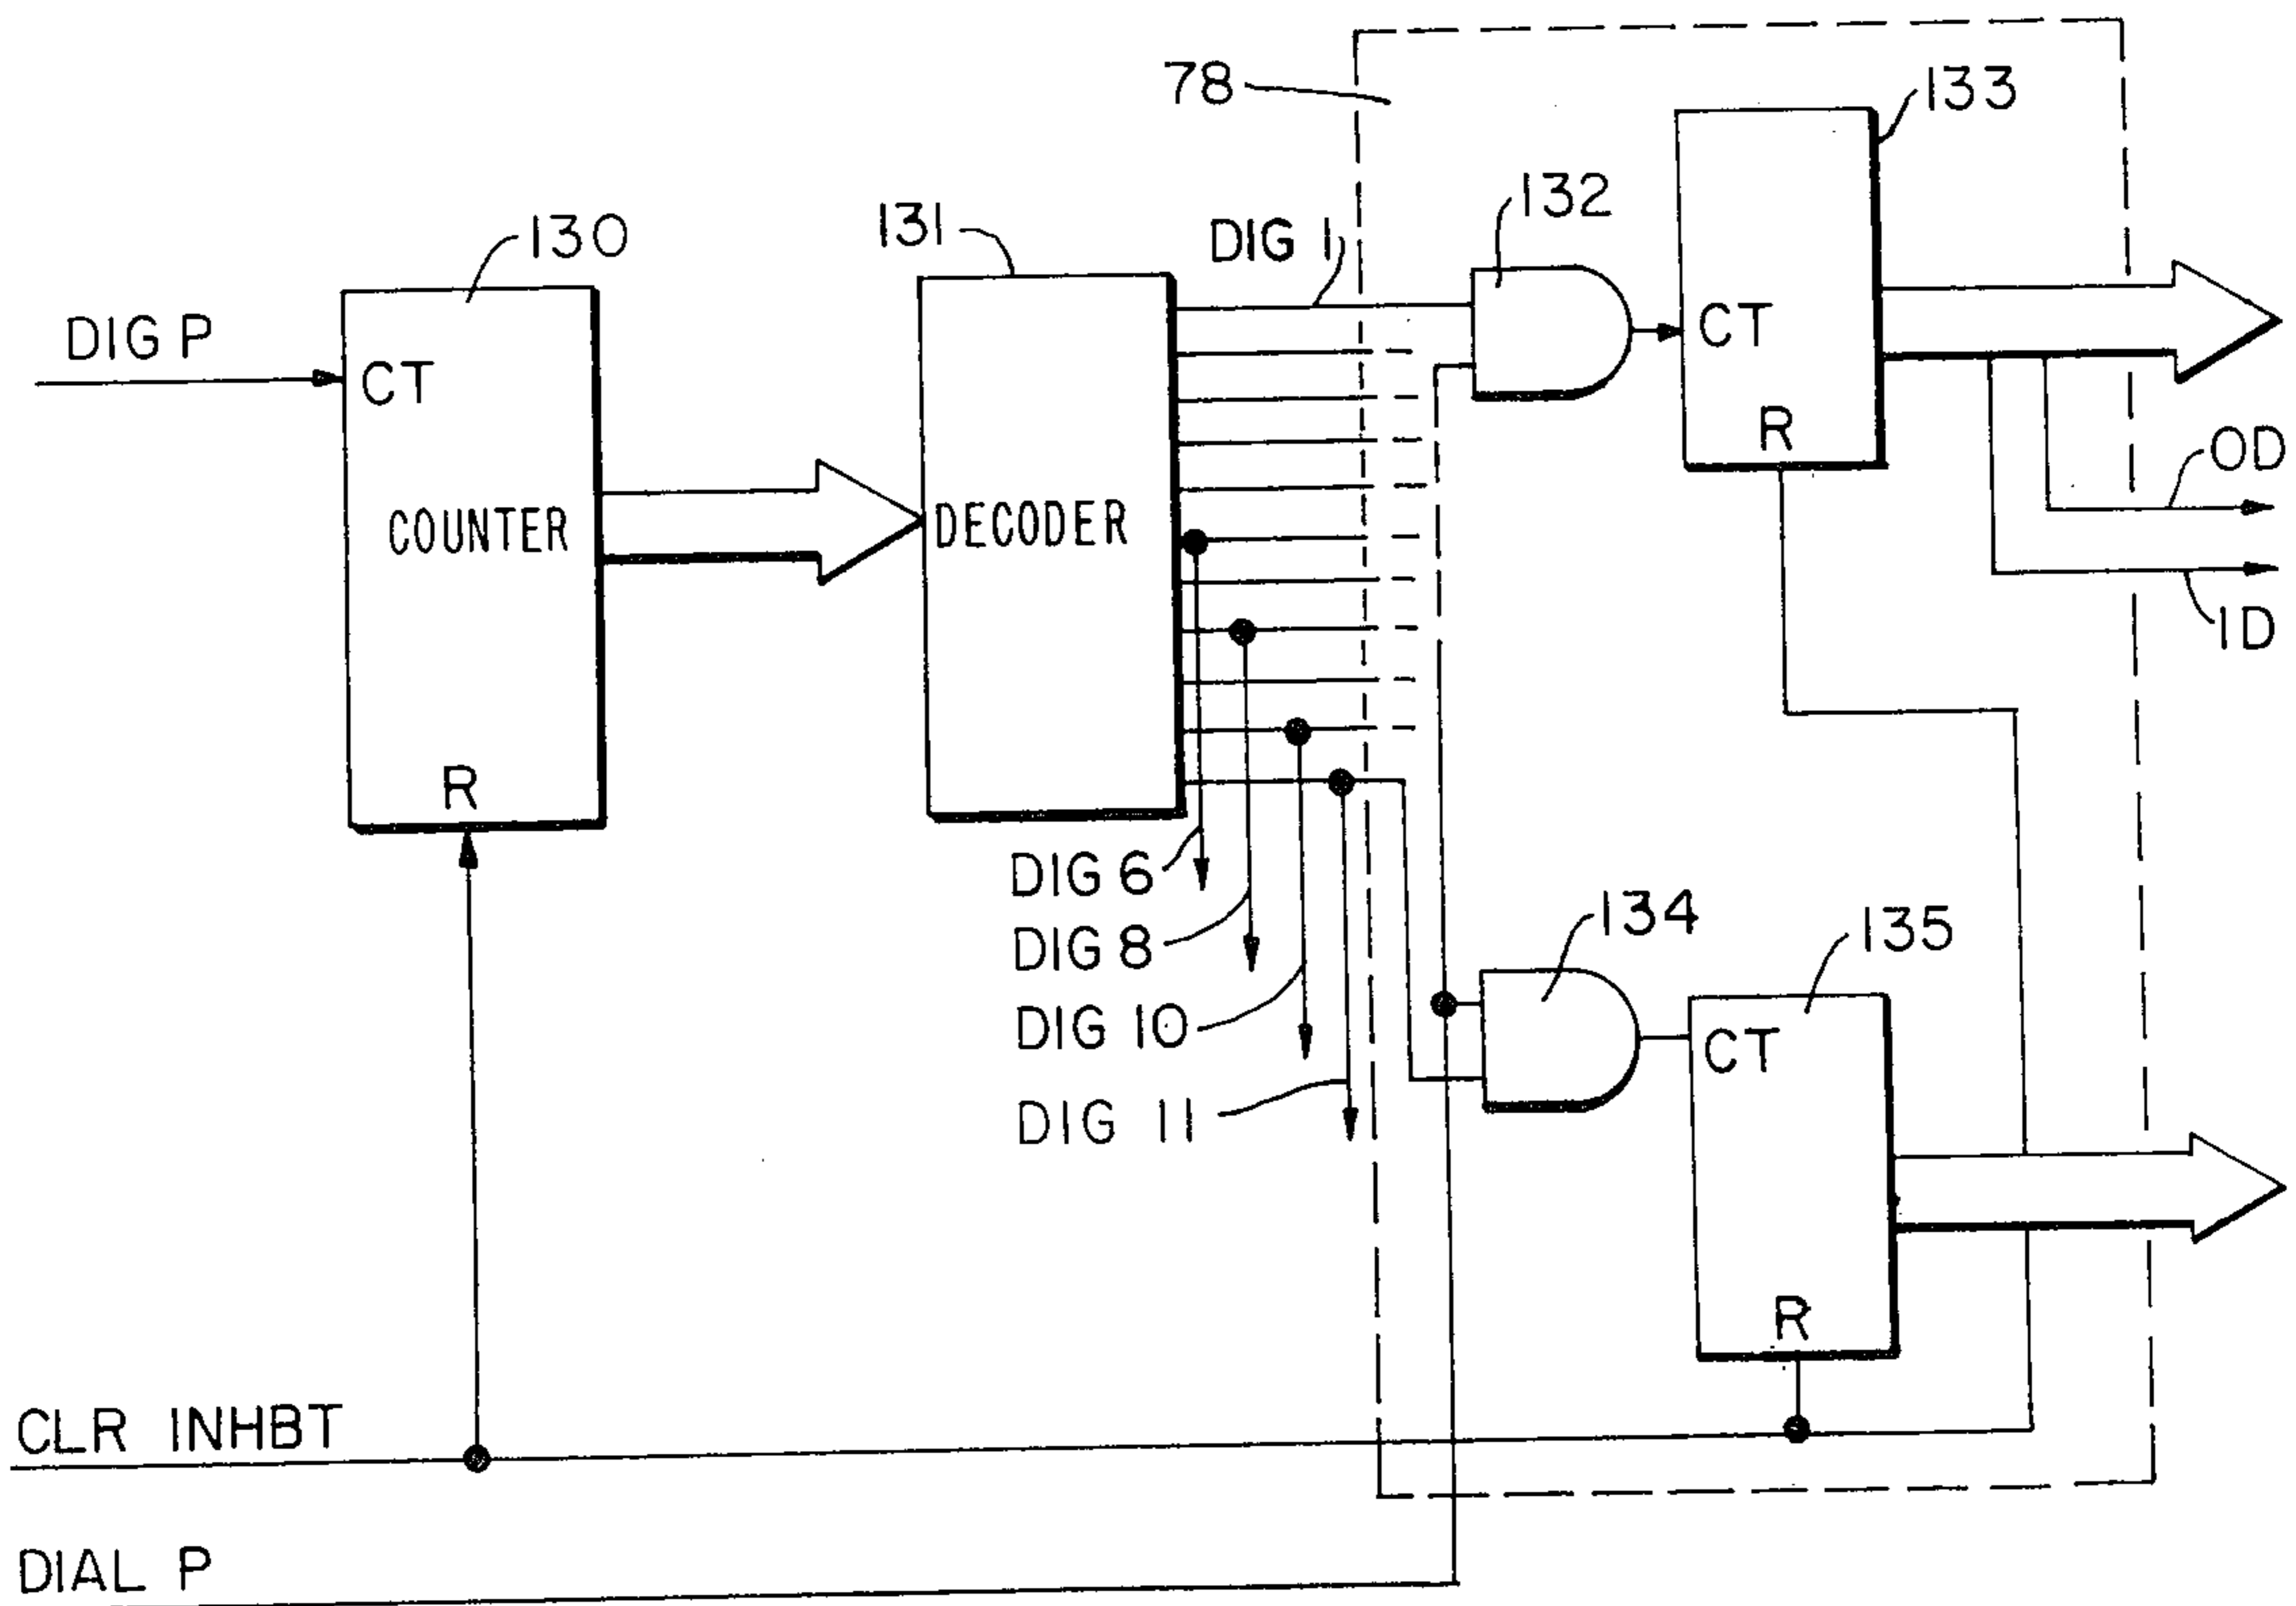 78
133
132
130
131
DIG 1
DIG P
CT
CT
R
OD
COUNTER
DECODER
1D
R
DIG 6
DIG 8
134
135
DIG 10
CT
DIG 11
R
CLR INHBT
DIAL P